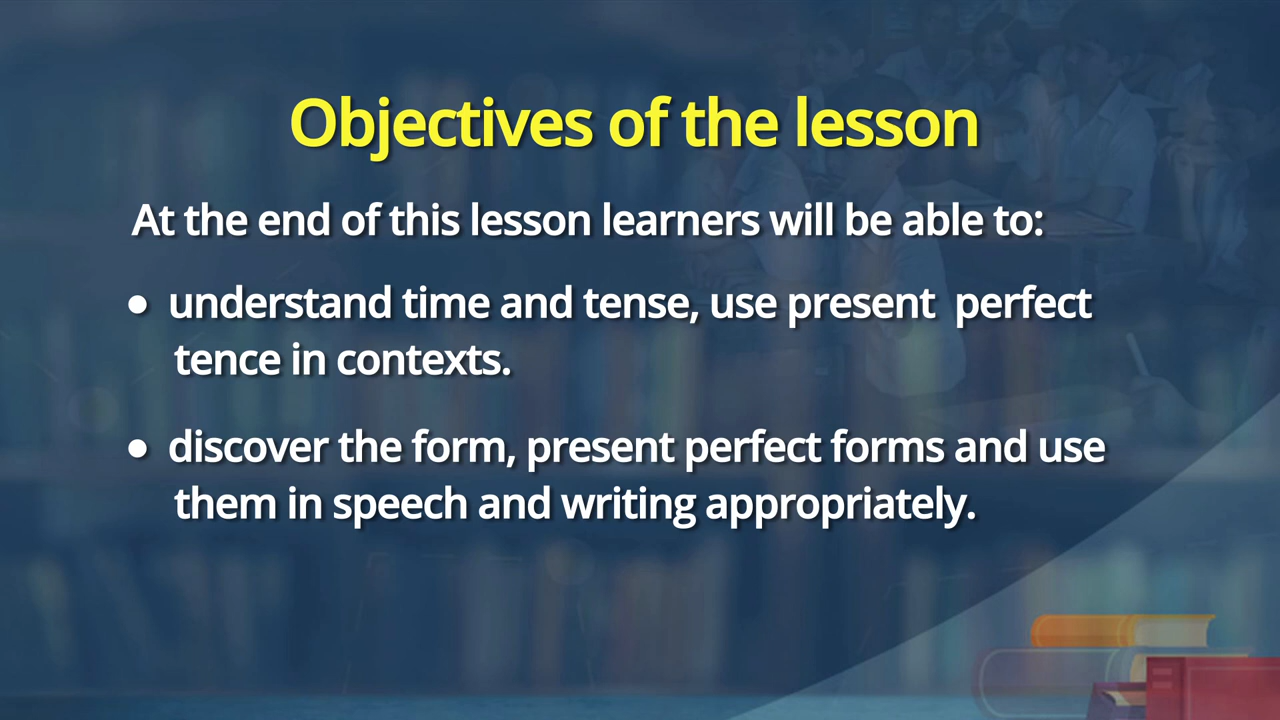 Objectives of the lesson
At the end of this lesson learners will be able to:
● understand time and tense, use present perfect
tence in contexts.
● discover the form, present perfect forms and use
them in speech and writing appropriately.